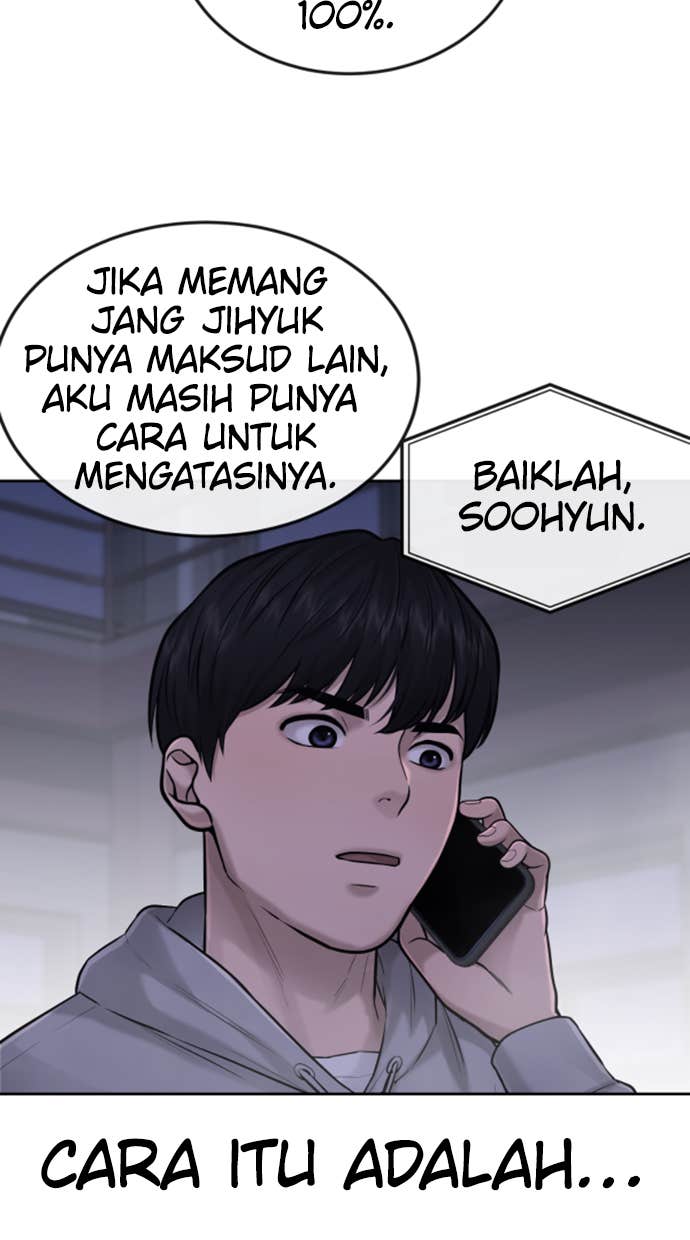 100%.
JIKA MEMANG
JANG JIHYUK
PUNYA MAKSUD LAIN,
AKU MASIH PUNYA
CARA UNTUK
MENGATASINYA.
BAIKLAH,
SOOHYUN.
CARA ITU ADALAH...